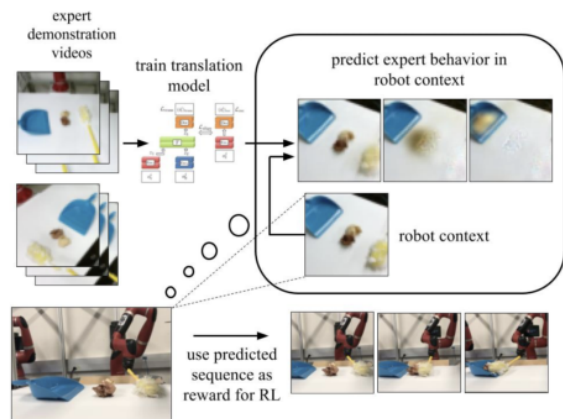 expert
demonstration
videos
train translation
model
predict expert behavior in
robot context
robot context
use predicted
sequence as
reward for RL